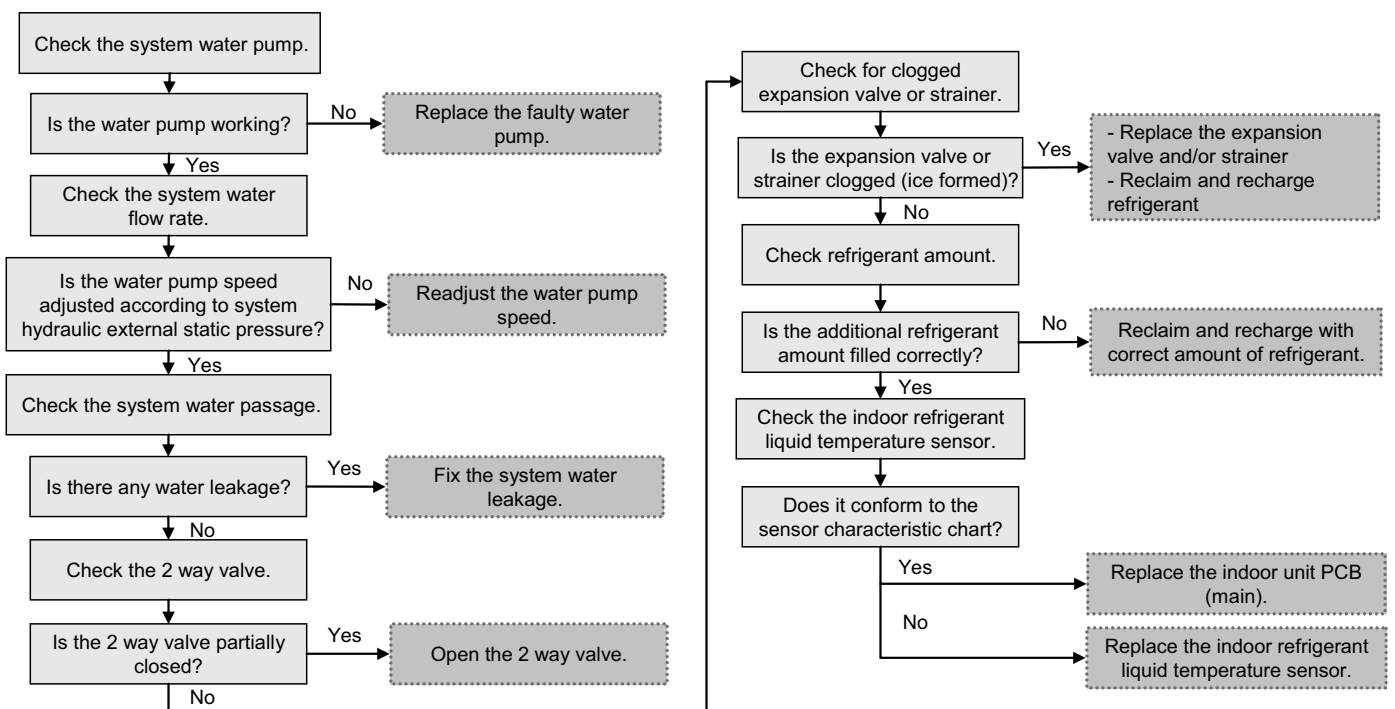 Check the system water pump.
Is the water pump working?
No
Replace the faulty water
pump.
Yes
Check the system water
flow rate.
Is the water pump speed
adjusted according to system
hydraulic external static pressure?
No
Readjust the water pump
speed.
Yes
Check the system water passage.
Is there any water leakage?
Yes
Fix the system water
leakage.
No
Check the 2 way valve.
Is the 2 way valve partially
closed?
Yes
Open the 2 way valve.
No
Check for clogged
expansion valve or strainer.
Is the expansion valve or
strainer clogged (ice formed)?
Yes
- Replace the expansion
valve and/or strainer
- Reclaim and recharge
refrigerant
No
Check refrigerant amount.
Is the additional refrigerant
amount filled correctly?
No
Reclaim and recharge with
correct amount of refrigerant.
Yes
Check the indoor refrigerant
liquid temperature sensor.
Does it conform to the
sensor characteristic chart?
Yes
Replace the indoor unit PCB
(main).
No
Replace the indoor refrigerant
liquid temperature sensor.